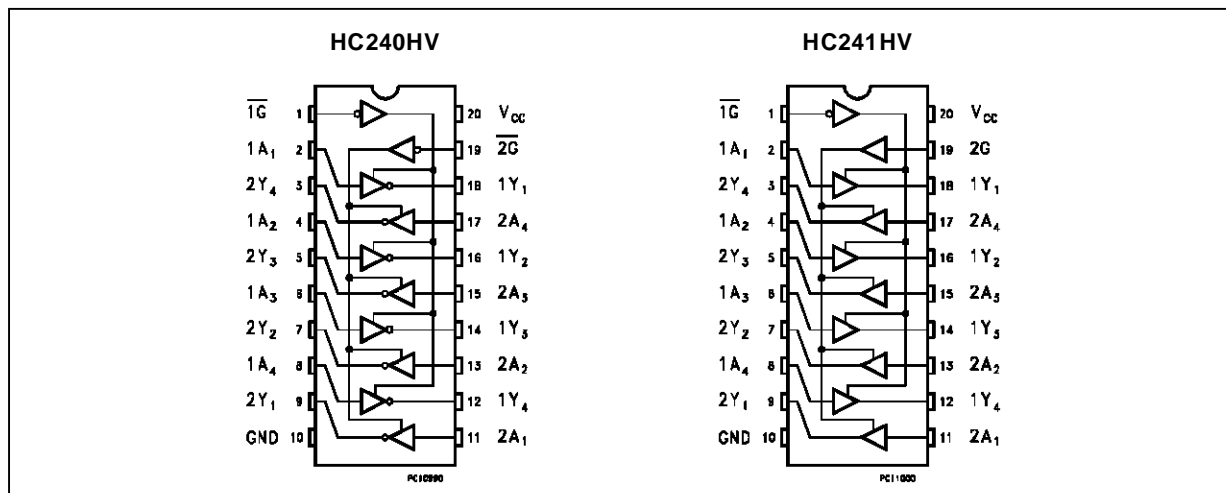 HC240HV
1G 1 20 VCC
1A1 2 19 2G
2Y4 3 18 1Y1
1A2 4 17 2A4
2Y3 5 16 1Y2
1A3 6 15 2A3
2Y2 7 14 1Y3
1A4 8 13 2A2
2Y1 9 12 1Y4
GND 10 11 2A1
HC241HV
1G 1 20 VCC
1A1 2 19 2G
2Y4 3 18 1Y1
1A2 4 17 2A4
2Y3 5 16 1Y2
1A3 6 15 2A3
2Y2 7 14 1Y3
1A4 8 13 2A2
2Y1 9 12 1Y4
GND 10 11 2A1